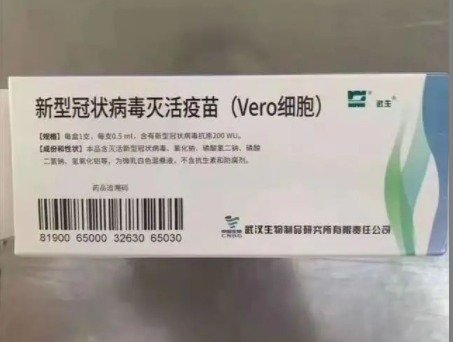 新型冠状病毒灭活疫苗（Vero细胞）
武生
【规格】每盒1支，每支0.5 ml，含有新型冠状病毒抗原200 WU。
【成份和性状】本品含灭活新型冠状病毒、氯化钠、磷酸氢二钠、磷酸
二氢钠、氢氧化铝等，为微乳白色混悬液，不含抗生素和防腐剂。
药品追溯码
81900 65000 32630 65030
中国生物
CNBG
武汉生物制品研究所有限责任公司